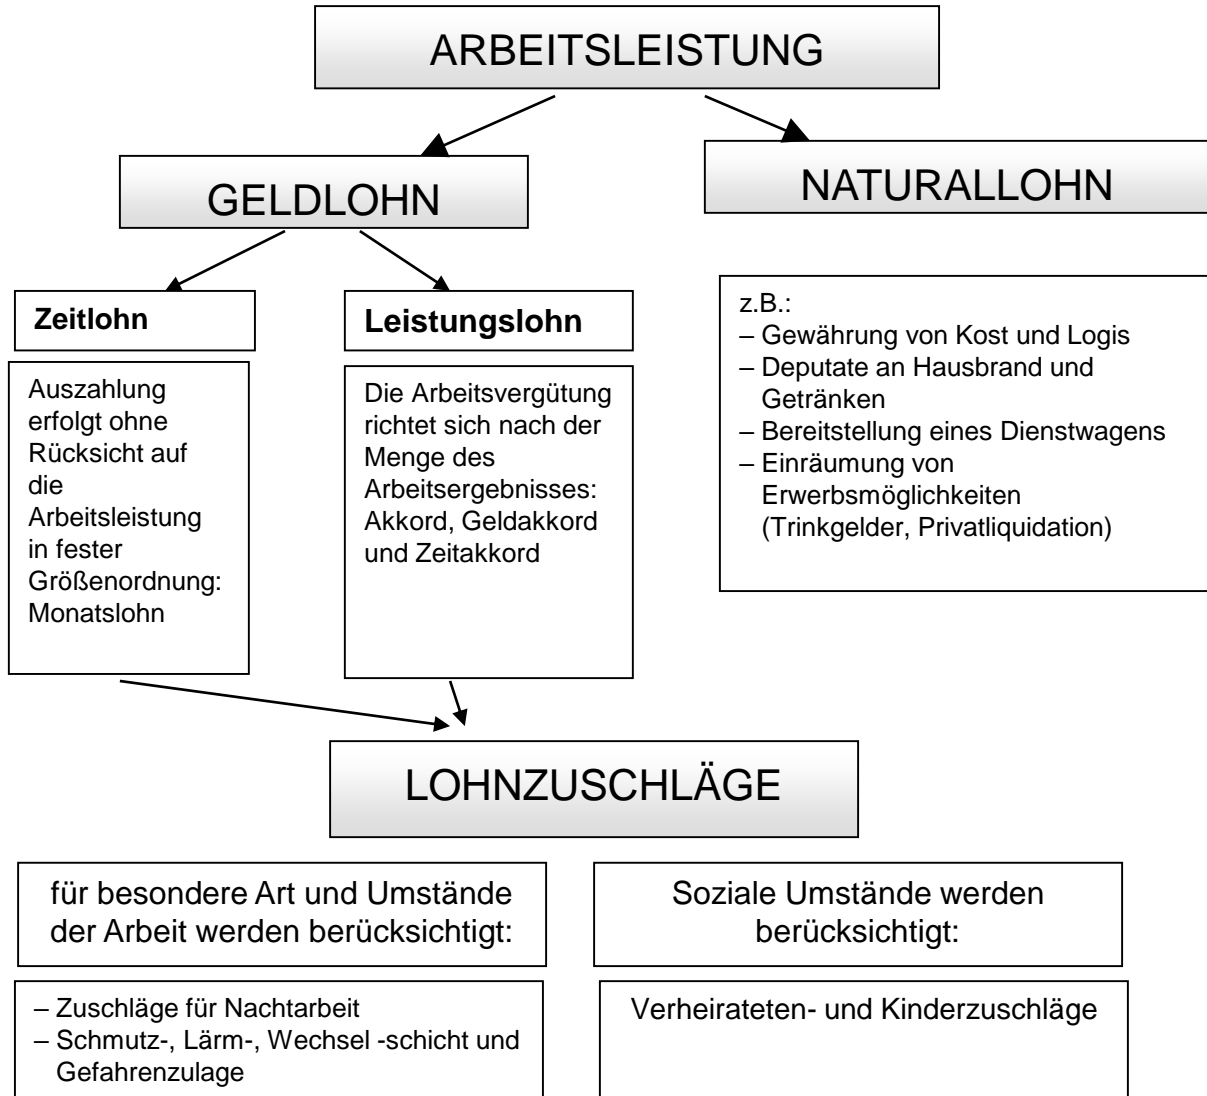 ARBEITSLEISTUNG
GELDLOHN
NATURALLOHN
Zeitlohn
Auszahlung
erfolgt ohne
Rücksicht auf
die
Arbeitsleistung
in fester
Größenordnung:
Monatslohn
Leistungslohn
Die Arbeitsvergütung
richtet sich nach der
Menge des
Arbeitsergebnisses:
Akkord, Geldakkord
und Zeitakkord
z.B.:
– Gewährung von Kost und Logis
– Deputate an Hausbrand und
Getränken
– Bereitstellung eines Dienstwagens
– Einräumung von
Erwerbsmöglichkeiten
(Trinkgelder, Privatliquidation)
LOHNZUSCHLÄGE
für besondere Art und Umstände
der Arbeit werden berücksichtigt:
– Zuschläge für Nachtarbeit
– Schmutz-, Lärm-, Wechsel -schicht und
Gefahrenzulage
Soziale Umstände werden
berücksichtigt:
Verheirateten- und Kinderzuschläge